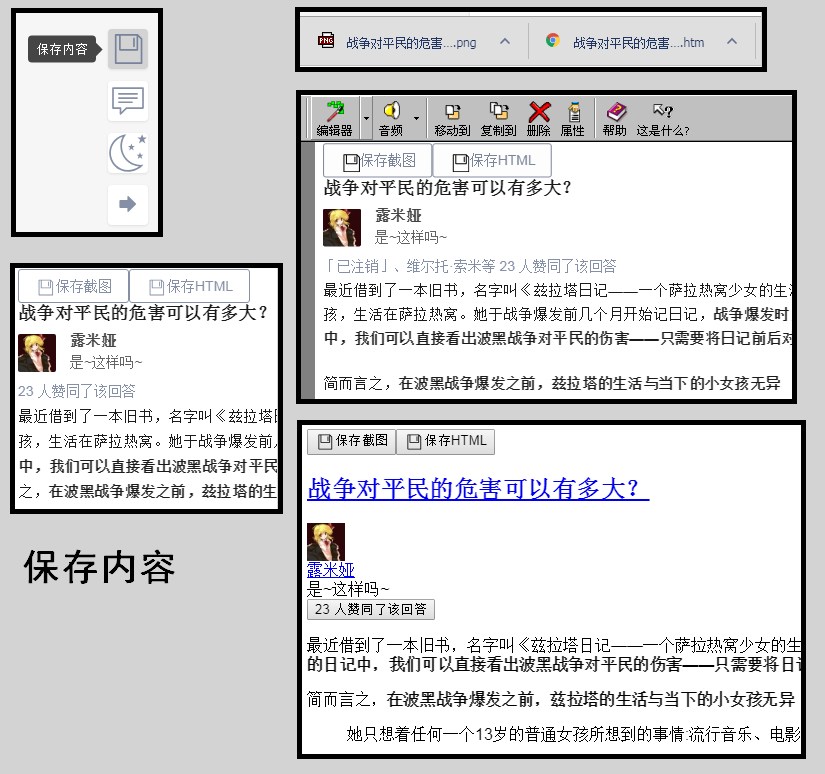 保存内容
战争对平民的危害....png
战争对平民的危害....htm
编辑器 音频 移动到 复制到 删除 属性 帮助 这是什么?
保存截图 保存HTML
战争对平民的危害可以有多大?
露米娅
是~这样吗~
「已注销」、维尔托·索米等 23 人赞同了该回答
最近借到了一本旧书，名字叫《兹拉塔日记——一个萨拉热窝少女的生
孩，生活在萨拉热窝。她于战争爆发前几个月开始记日记，战争爆发时
中，我们可以直接看出波黑战争对平民的伤害——只需要将日记前后对
简而言之，在波黑战争爆发之前，兹拉塔的生活与当下的小女孩无异
保存截图 保存HTML
战争对平民的危害可以有多大?
露米娅
是~这样吗~
23 人赞同了该回答
最近借到了一本旧书，名字叫《兹拉塔
孩，生活在萨拉热窝。她于战争爆发前
中，我们可以直接看出波黑战争对平民
之，在波黑战争爆发之前，兹拉塔的生
保存内容
保存截图 保存HTML
战争对平民的危害可以有多大?
露米娅
是~这样吗~
23 人赞同了该回答
最近借到了一本旧书，名字叫《兹拉塔日记——一个萨拉热窝少女的生
的日记中，我们可以直接看出波黑战争对平民的伤害——只需要将日
简而言之，在波黑战争爆发之前，兹拉塔的生活与当下的小女孩无异
她只想着任何一个13岁的普通女孩所想到的事情:流行音乐、电影